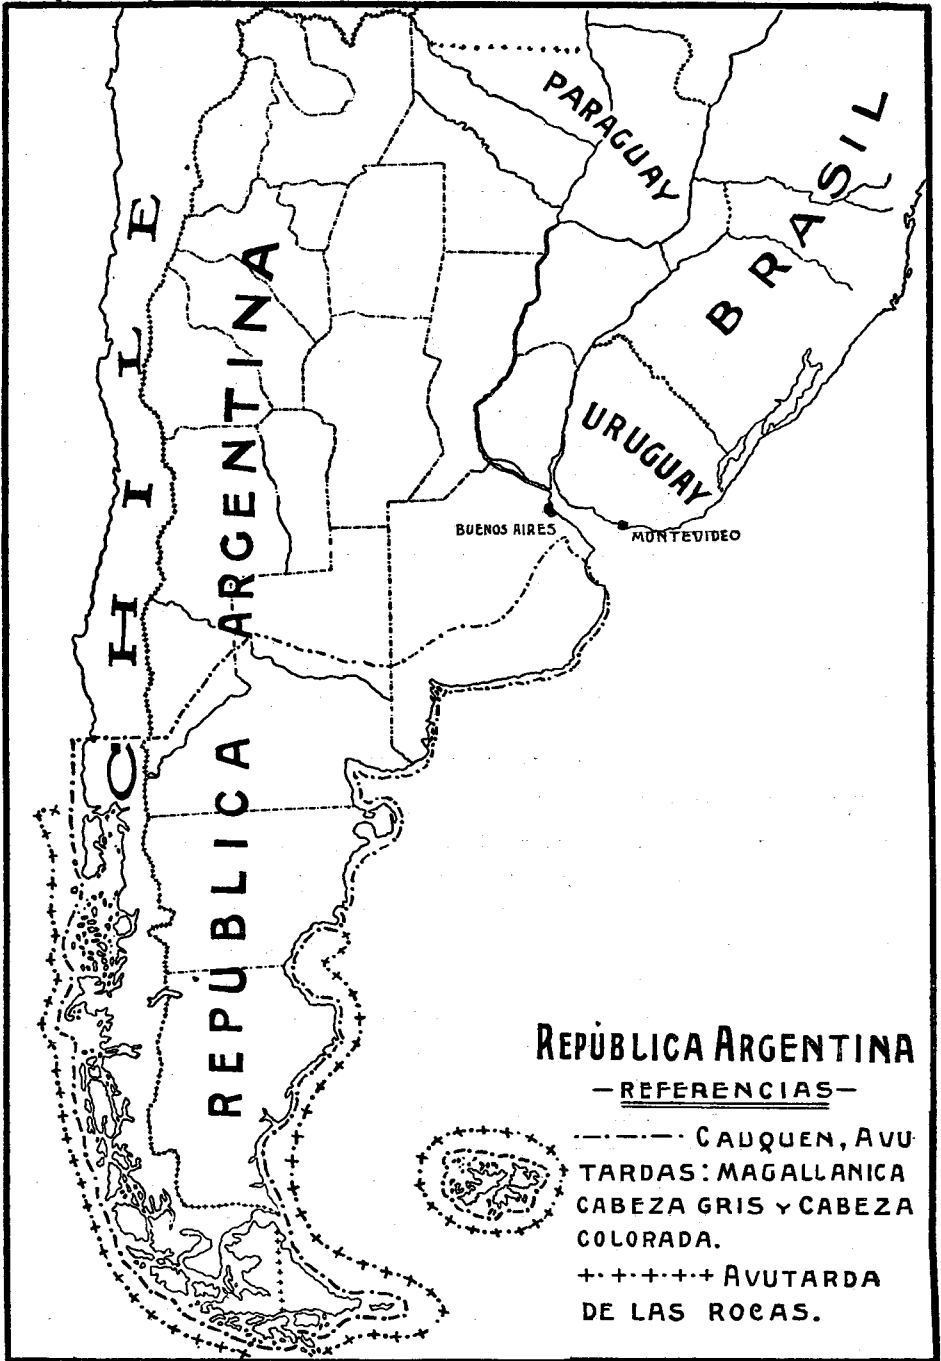 PARAGUAY
BRASIL
CHILE
REPUBLICA ARGENTINA
URUGUAY
BUENOS AIRES
MONTEVIDEO
REPÚBLICA ARGENTINA
—REFERENCIAS—
—·—·—·—· CAUQUEN, AVU
TARDAS: MAGALLANICA
CABEZA GRIS Y CABEZA
COLORADA.
+·+·+·+·+ AVUTARDA
DE LAS ROCAS.